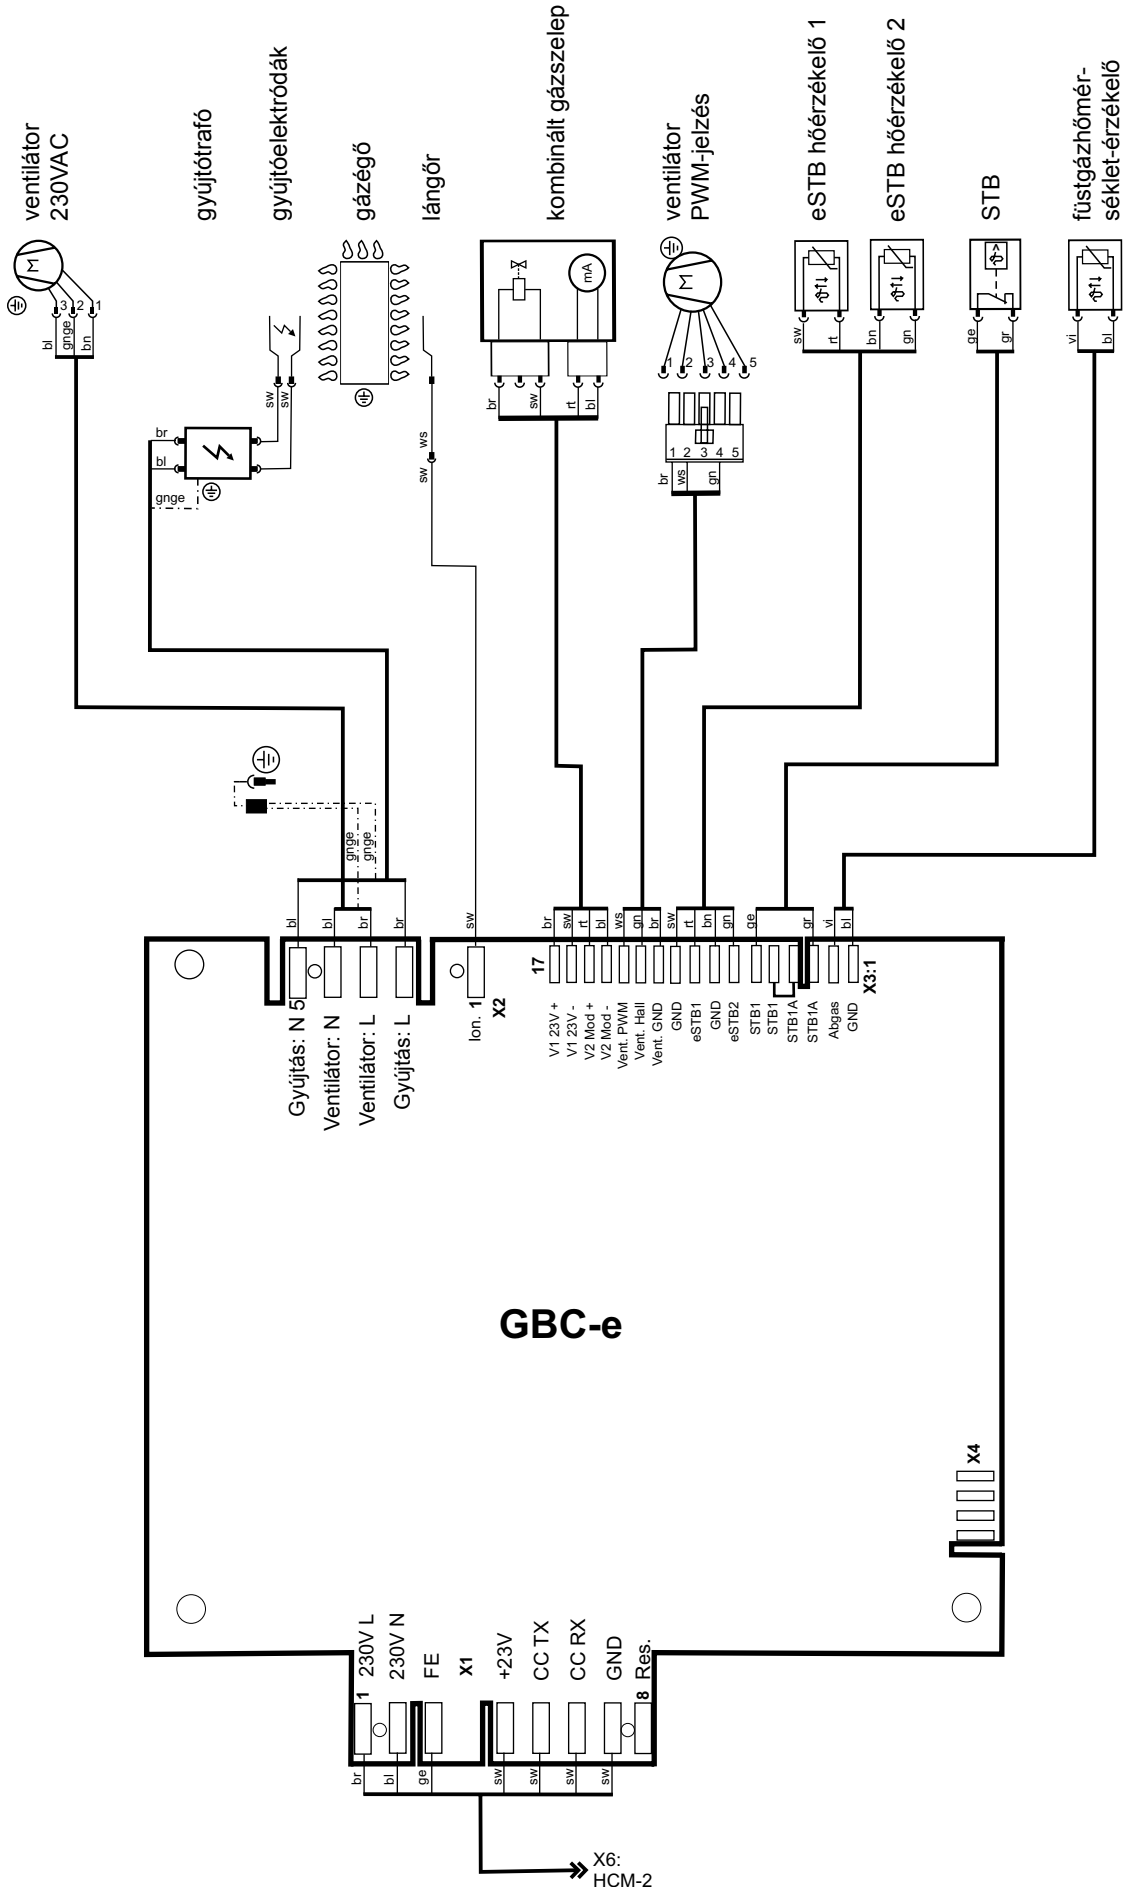 ventilátor
230VAC
gyújtótrafó
gyújtóelektródák
gázégő
lángőr
kombinált gázszelep
ventilátor
PWM-jelzés
eSTB hőérzékelő 1
eSTB hőérzékelő 2
STB
füstgázhőmér-
séklet-érzékelő
M
3
2
1
bl
gnge
bn
br
bl
gnge
sw
sw
ws
sw
mA
br
sw
rt
bl
M
1
2
3
4
5
1
2
3
4
5
br
ws
gn
sw
rt
bn
gn
ge
gr
vi
bl
gnge
gnge
bl
bl
br
br
sw
br
sw
rt
bl
ws
gn
br
sw
rt
bn
gn
ge
gr
vi
bl
Gyújtás: N 5
Ventilátor: N
Ventilátor: L
Gyújtás: L
Ion. 1
X2
17
V1 23V +
V1 23V -
V2 Mod +
V2 Mod -
Vent. PWM
Vent. Hall
Vent. GND
GND
eSTB1
GND
eSTB2
STB1
STB1
STB1A
STB1A
Abgas
GND
X3:1
GBC-e
X4
1 230V L
230V N
FE
X1
+23V
CC TX
CC RX
GND
8 Res.
br
bl
ge
sw
sw
sw
sw
X6:
HCM-2